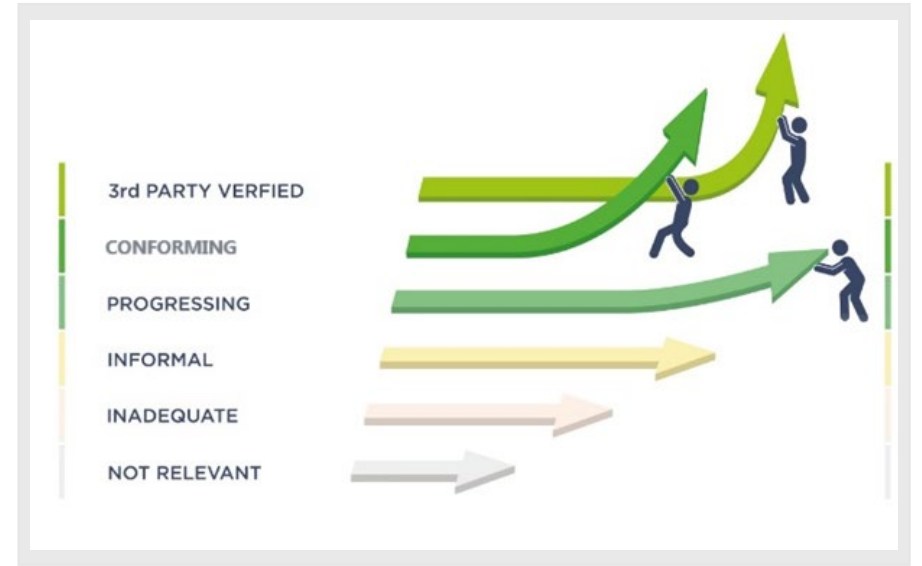 3rd PARTY VERFIED
CONFORMING
PROGRESSING
INFORMAL
INADEQUATE
NOT RELEVANT